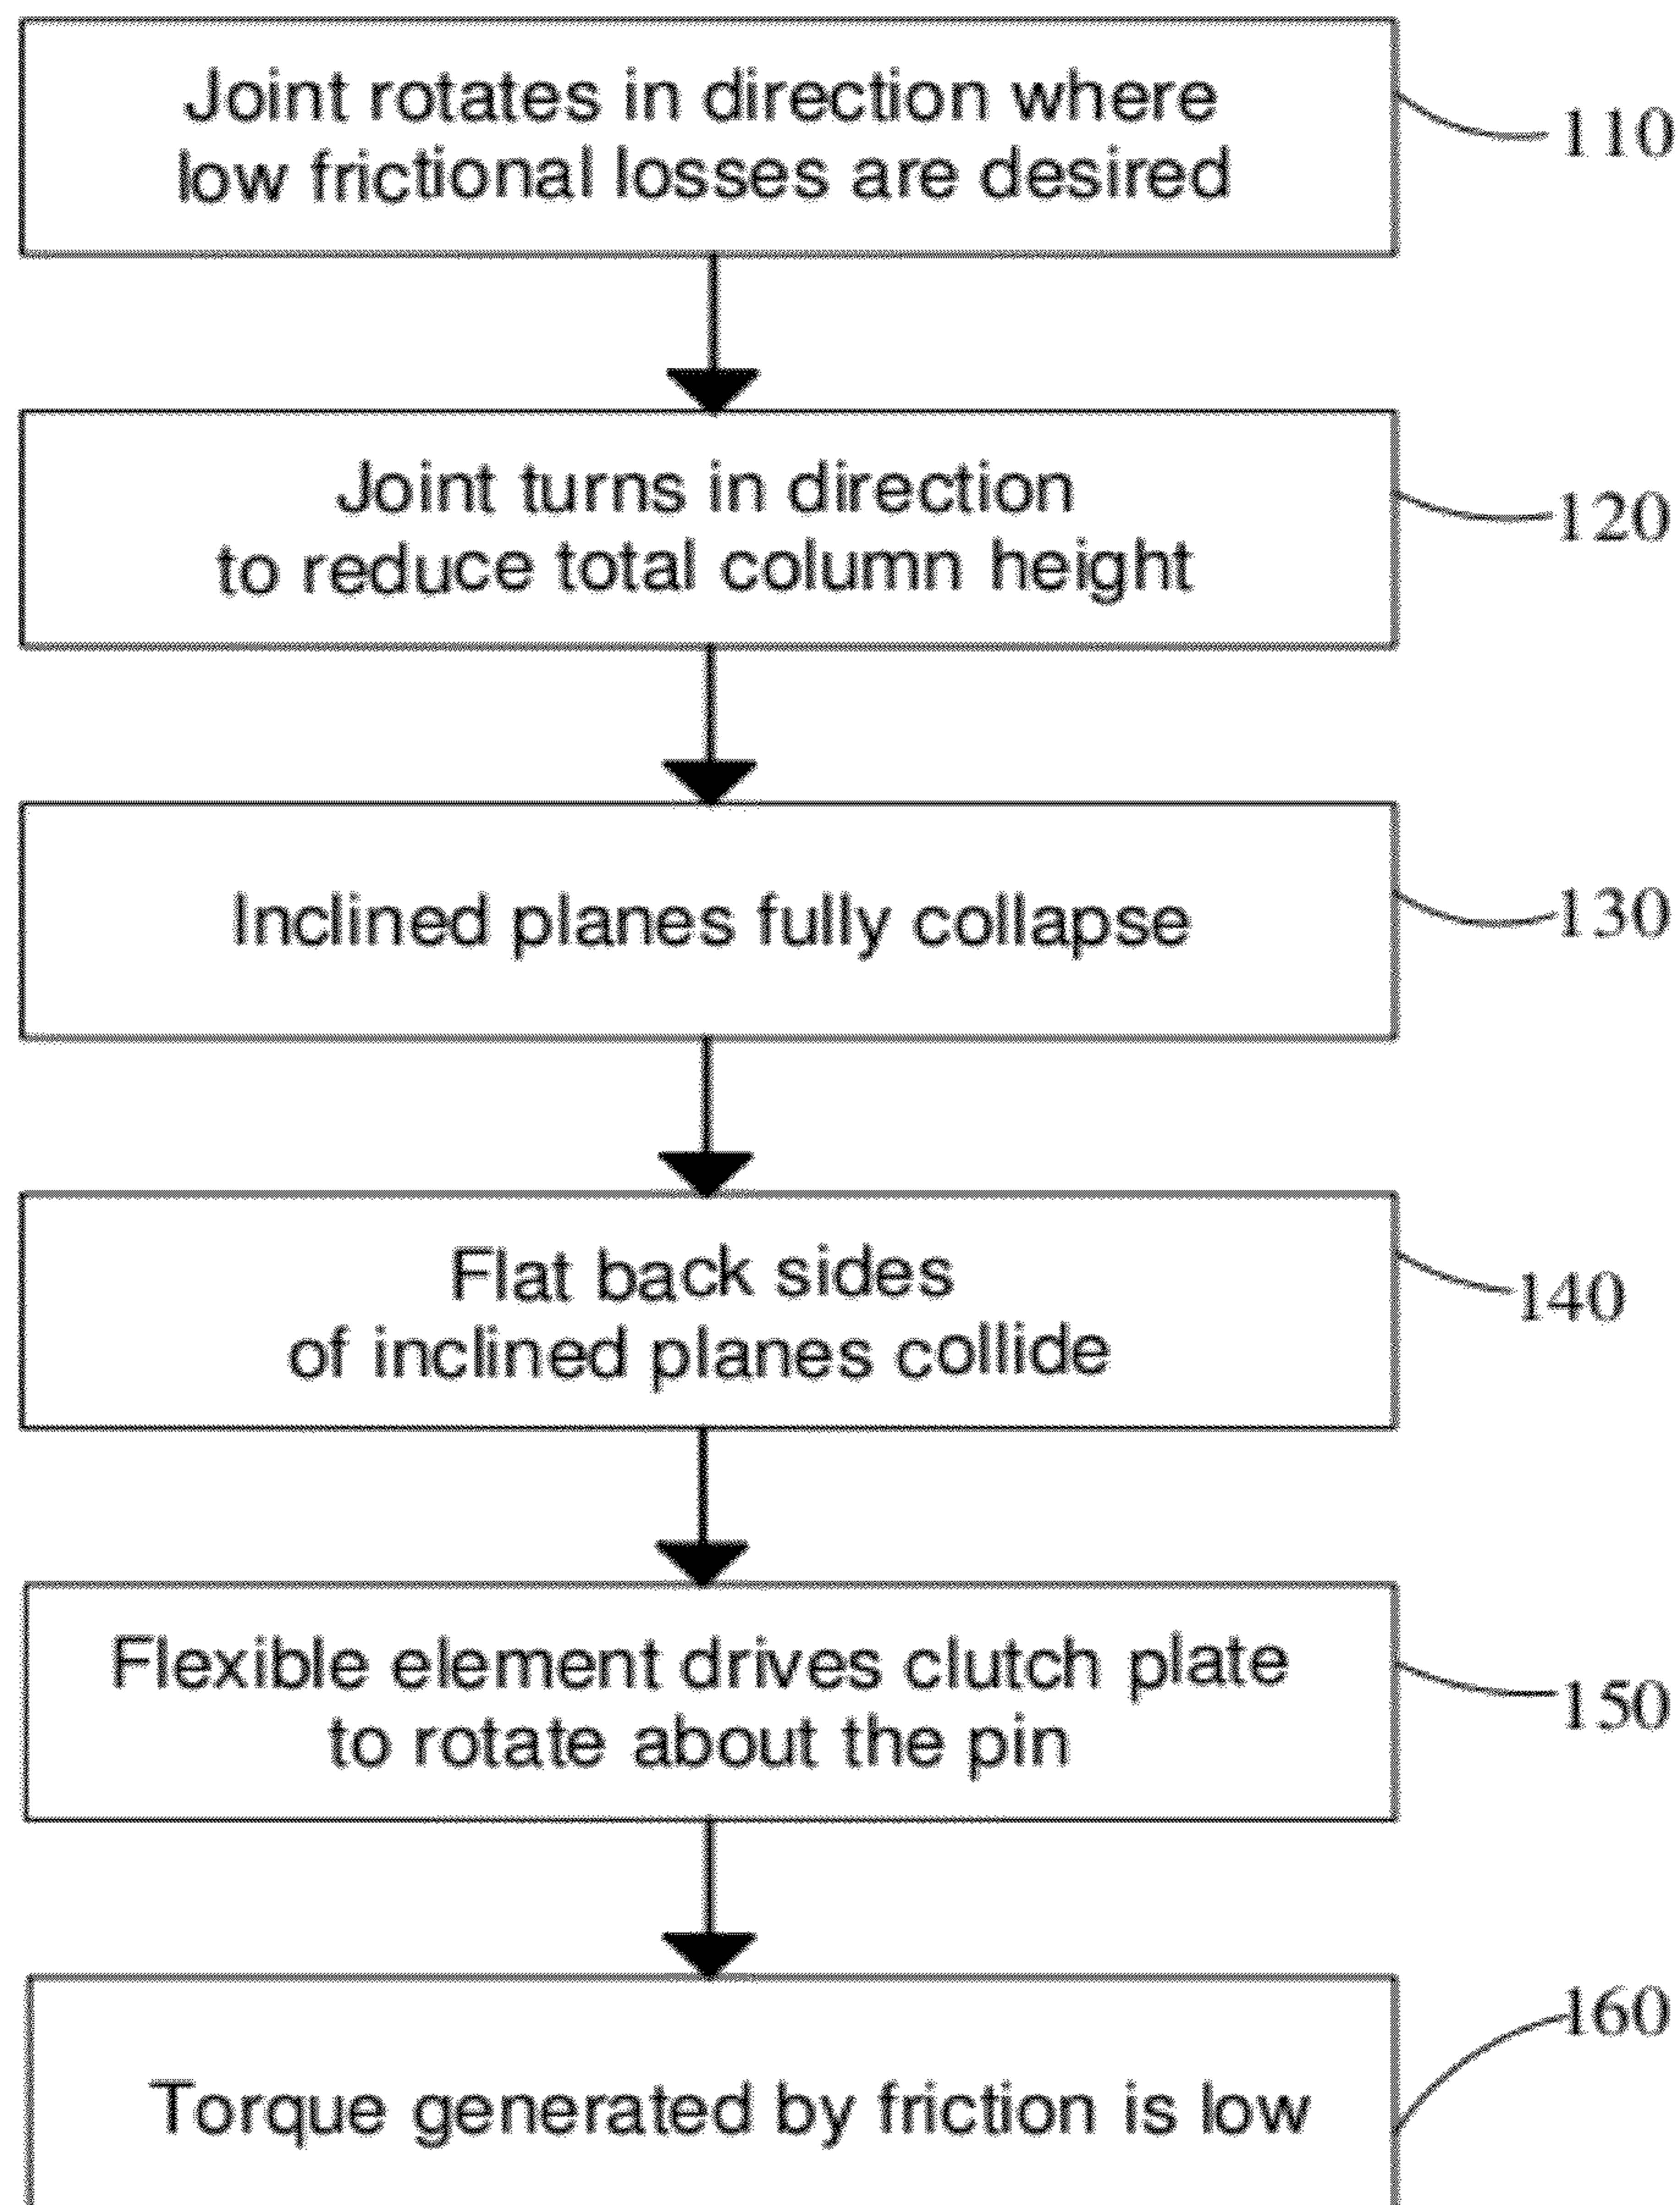 Joint rotates in direction where
low frictional losses are desired
110
Joint turns in direction
to reduce total column height
120
Inclined planes fully collapse
130
Flat back sides
of inclined planes collide
140
Flexible element drives clutch plate
to rotate about the pin
150
Torque generated by friction is low
160